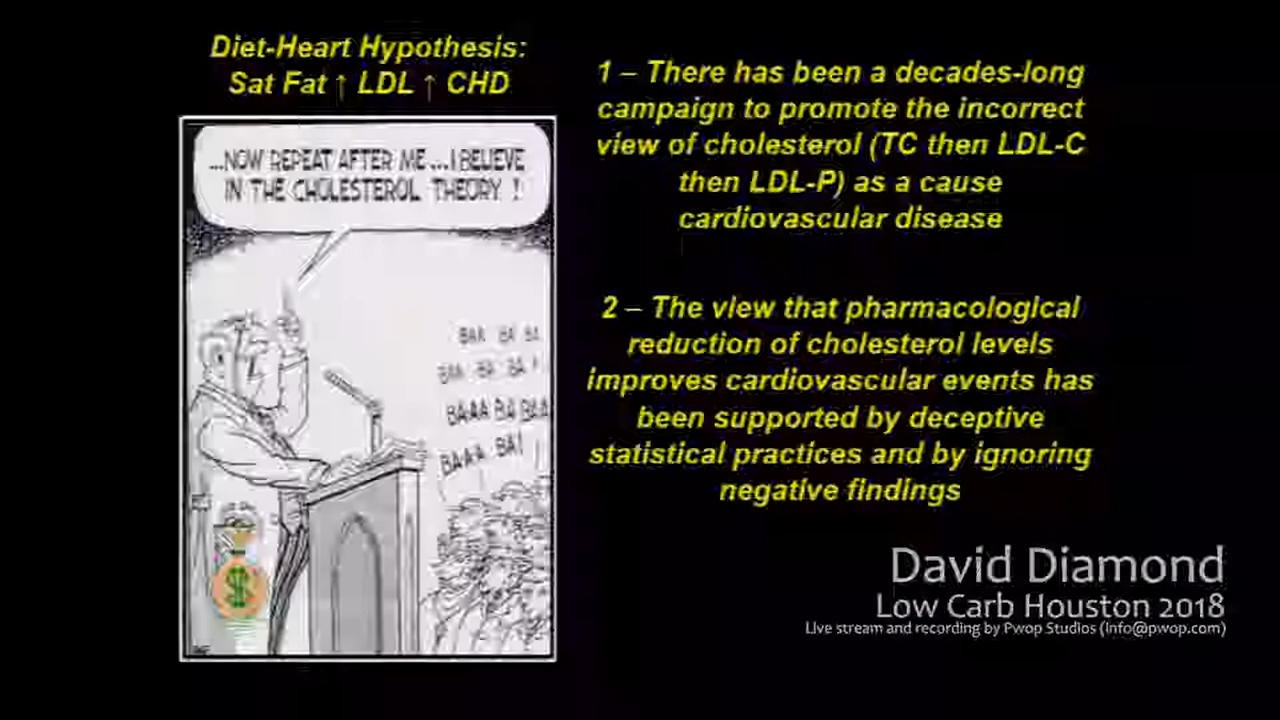 Diet-Heart Hypothesis:
Sat Fat ↑ LDL ↑ CHD
...NOW REPEAT AFTER ME...I BELIEVE
IN THE CHOLESTEROL THEORY !
BAA BA BA
BAA BA BA !
BAAA BA BAA
BAAA BA!
$
1 – There has been a decades-long
campaign to promote the incorrect
view of cholesterol (TC then LDL-C
then LDL-P) as a cause
cardiovascular disease
2 – The view that pharmacological
reduction of cholesterol levels
improves cardiovascular events has
been supported by deceptive
statistical practices and by ignoring
negative findings
David Diamond
Low Carb Houston 2018
Live stream and recording by Pwop Studios (info@pwop.com)